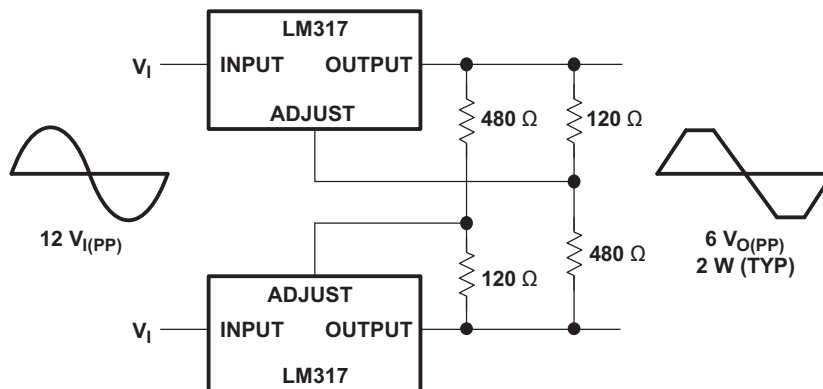 LM317
V_I INPUT OUTPUT
ADJUST
480 Ω 120 Ω
12 V_I(PP)
6 V_O(PP)
2 W (TYP)
120 Ω 480 Ω
ADJUST
V_I INPUT OUTPUT
LM317